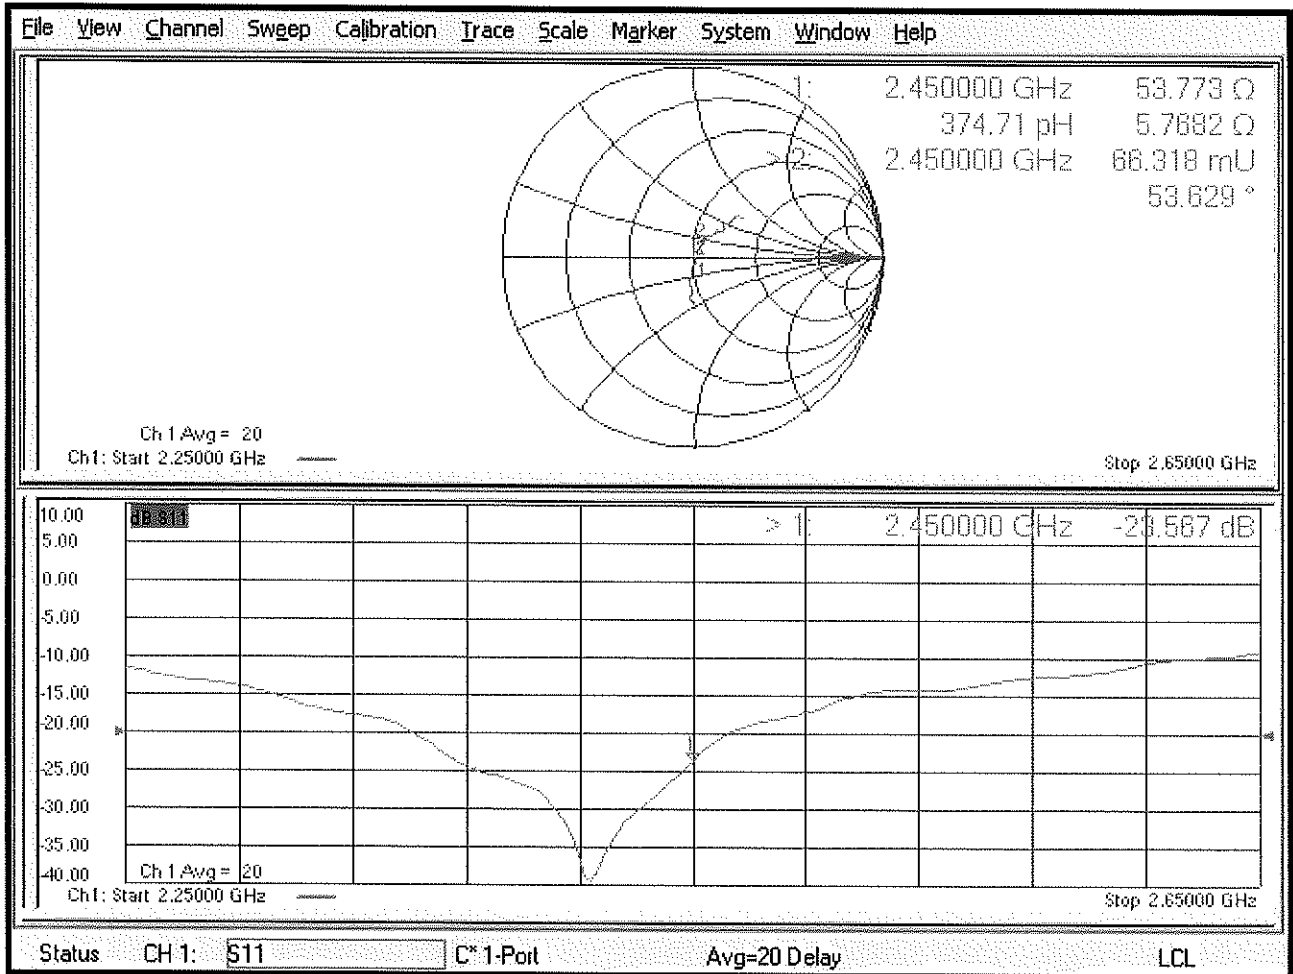 File View Channel Sweep Calibration Trace Scale Marker System Window Help
1: 2.450000 GHz 53.773 Ω
374.71 pH 5.7682 Ω
> 2: 2.450000 GHz 66.318 mU
53.629 °
Ch 1 Avg = 20
Ch1: Start 2.25000 GHz
Stop 2.65000 GHz
10.00 dB S11
> 1: 2.450000 GHz -23.567 dB
5.00
0.00
-5.00
-10.00
-15.00
-20.00
-25.00
-30.00
-35.00
-40.00
Ch 1 Avg = 20
Ch1: Start 2.25000 GHz
Stop 2.65000 GHz
Status CH 1: S11 C* 1-Port Avg=20 Delay LCL